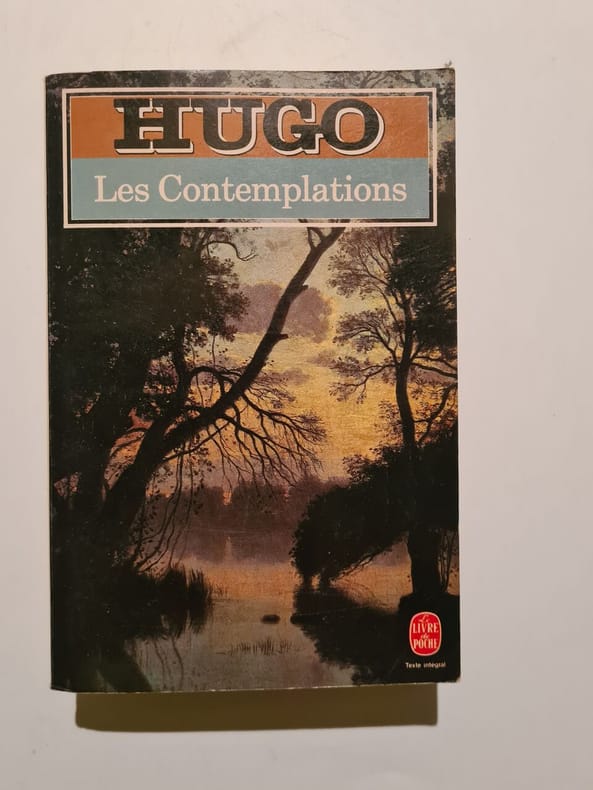 HUGO
Les Contemplations
Le
LIVRE
de
POCHE
Texte intégral